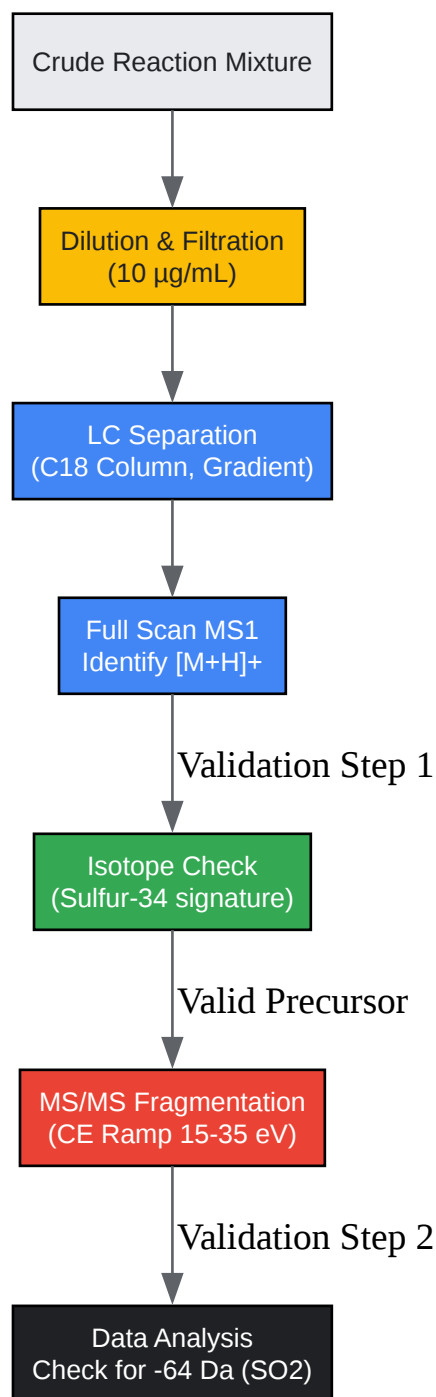 Crude Reaction Mixture
Dilution & Filtration
(10 µg/mL)
LC Separation
(C18 Column, Gradient)
Full Scan MS1
Identify [M+H]+
Validation Step 1
Isotope Check
(Sulfur-34 signature)
Valid Precursor
MS/MS Fragmentation
(CE Ramp 15-35 eV)
Validation Step 2
Data Analysis
Check for -64 Da (SO2)